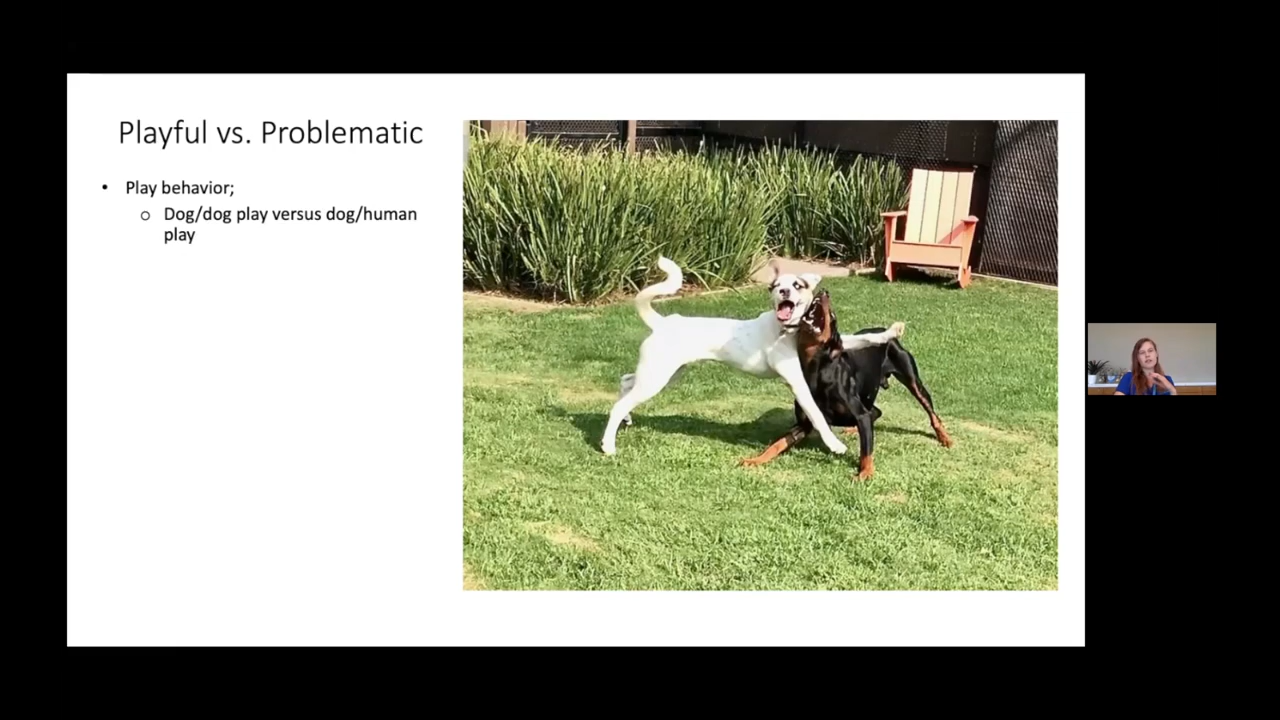 Playful vs. Problematic
• Play behavior;
o Dog/dog play versus dog/human
play